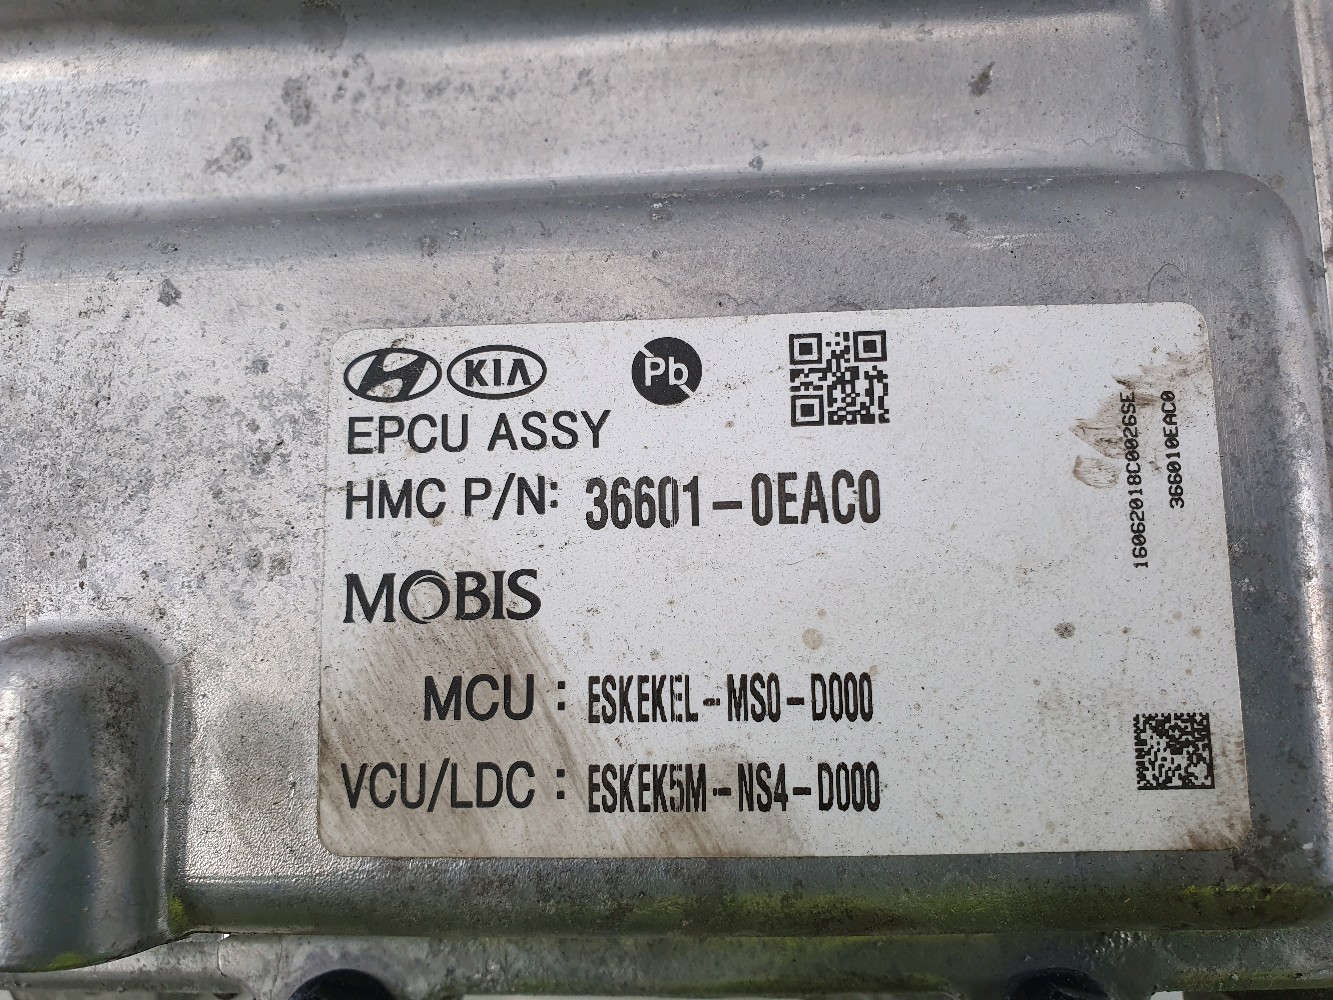 KIA
Pb
EPCU ASSY
HMC P/N: 36601-0EAC0
MOBIS
MCU : ESKEKEL-MS0-D000
VCU/LDC : ESKEK5M-NS4-D000
16062018C0026SE
366010EAC0